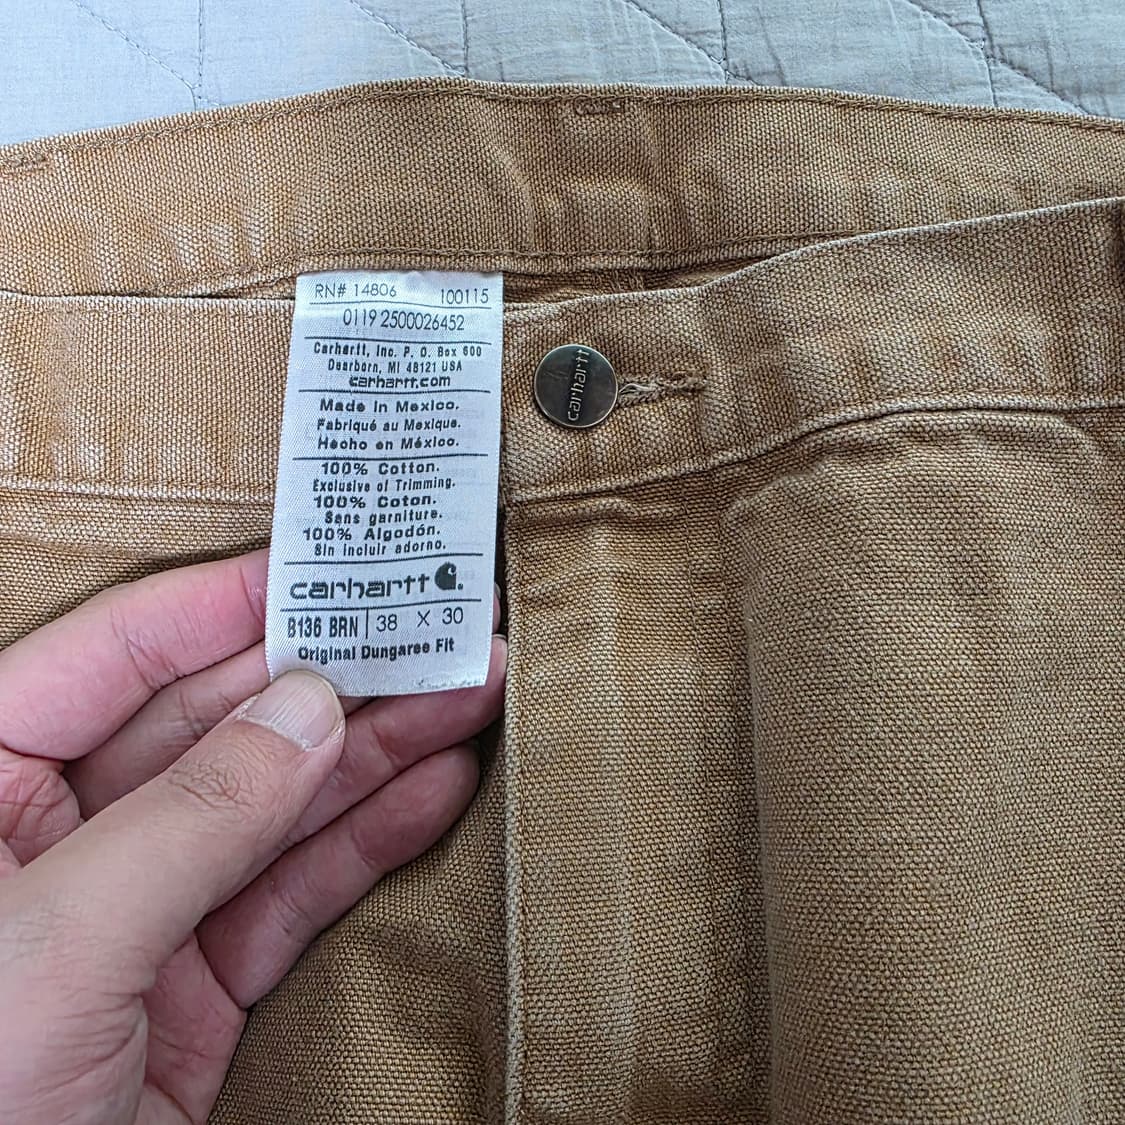 RN# 14806 100115
0119 2500026452
Carhartt, Inc. P. O. Box 600
Dearborn, MI 48121 USA
carhartt.com
Made in Mexico.
Fabriqué au Mexique.
Hecho en México.
100% Cotton.
Exclusive of Trimming.
100% Coton.
Sans garniture.
100% Algodón.
Sin incluir adorno.
carhartt
B136 BRN 38 X 30
Original Dungaree Fit
carhartt